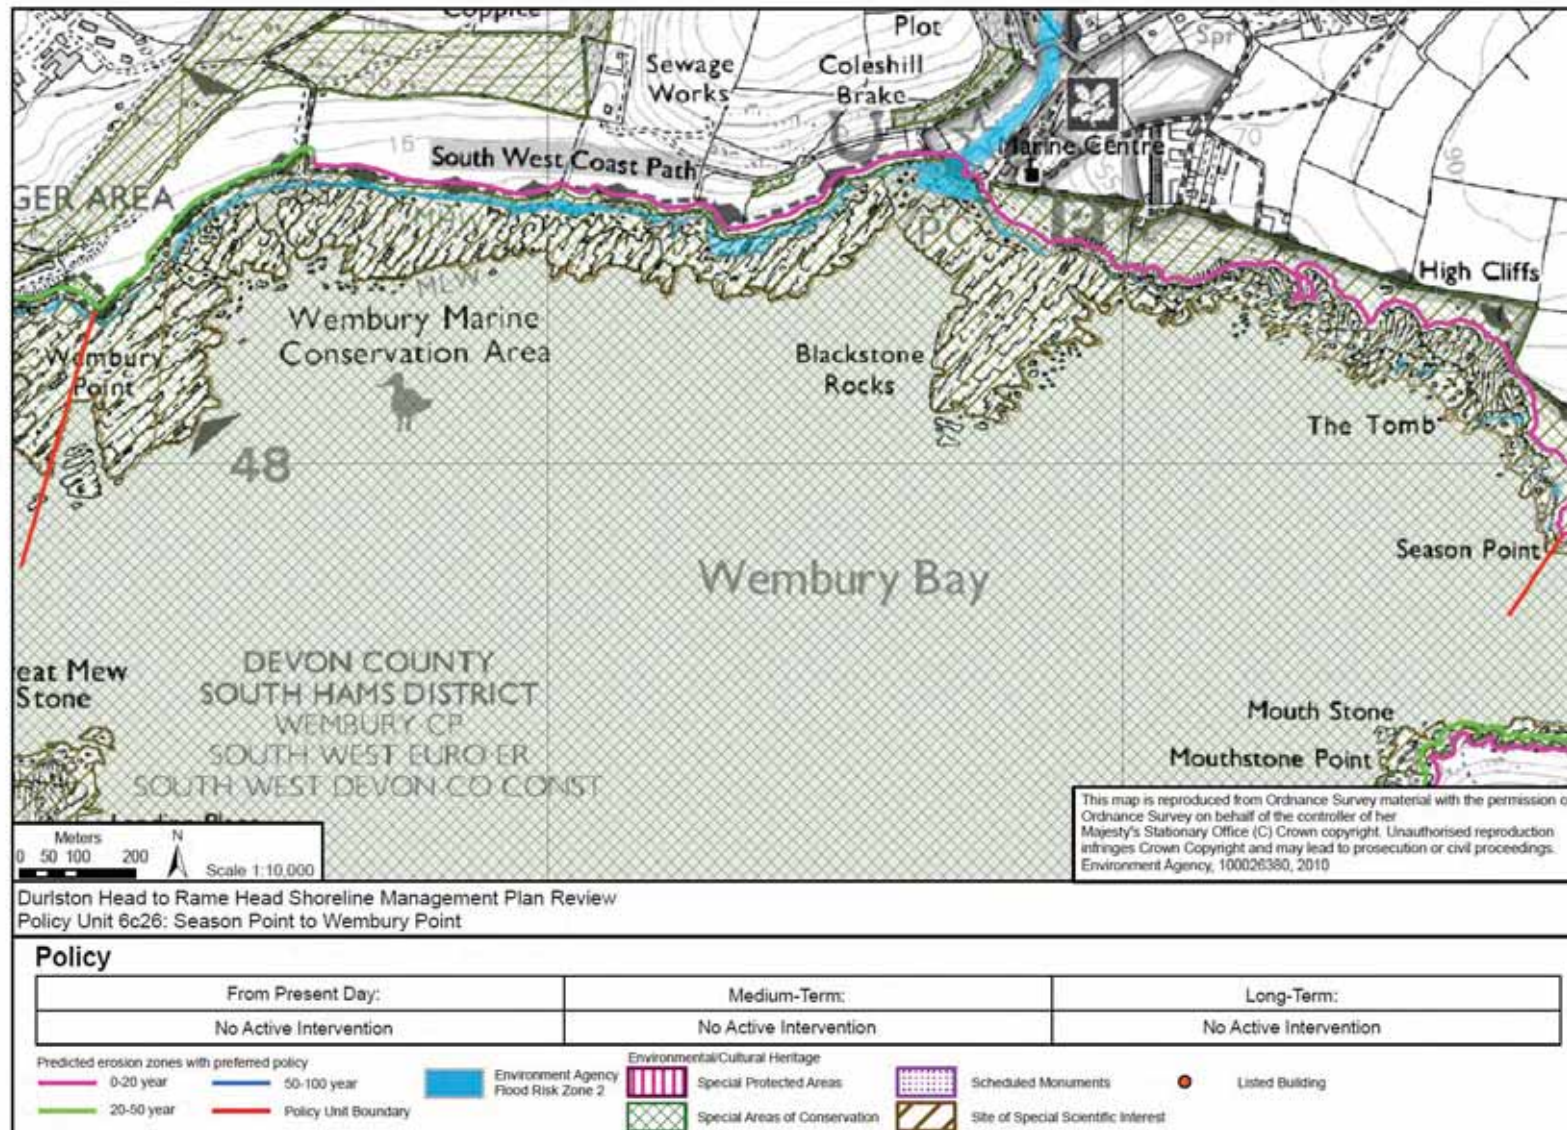 Coppice
Plot
Spr
Sewage
Works
Coleshill
Brake
Marine Centre
South West Coast Path
16
70
55
90
GER AREA
MLW
High Cliffs
Wembury Marine
Conservation Area
Blackstone
Rocks
Wembury
Point
The Tomb
48
Season Point
Wembury Bay
eat Mew
Stone
DEVON COUNTY
SOUTH HAMS DISTRICT
WEMBURY CP
SOUTH WEST EURO ER
SOUTH WEST DEVON CO CONST
Mouth Stone
Mouthstone Point
Meters
0 50 100 200
N
Scale 1:10,000
This map is reproduced from Ordnance Survey material with the permission o
Ordnance Survey on behalf of the controller of her
Majesty's Stationary Office (C) Crown copyright. Unauthorised reproduction
infringes Crown Copyright and may lead to prosecution or civil proceedings.
Environment Agency, 100026380, 2010
Durlston Head to Rame Head Shoreline Management Plan Review
Policy Unit 6c26: Season Point to Wembury Point
Policy
From Present Day: Medium-Term: Long-Term:
No Active Intervention No Active Intervention No Active Intervention
Predicted erosion zones with preferred policy
0-20 year
50-100 year
20-50 year
Policy Unit Boundary
Environment Agency
Flood Risk Zone 2
Environmental/Cultural Heritage
Special Protected Areas
Scheduled Monuments
Listed Building
Special Areas of Conservation
Site of Special Scientific Interest